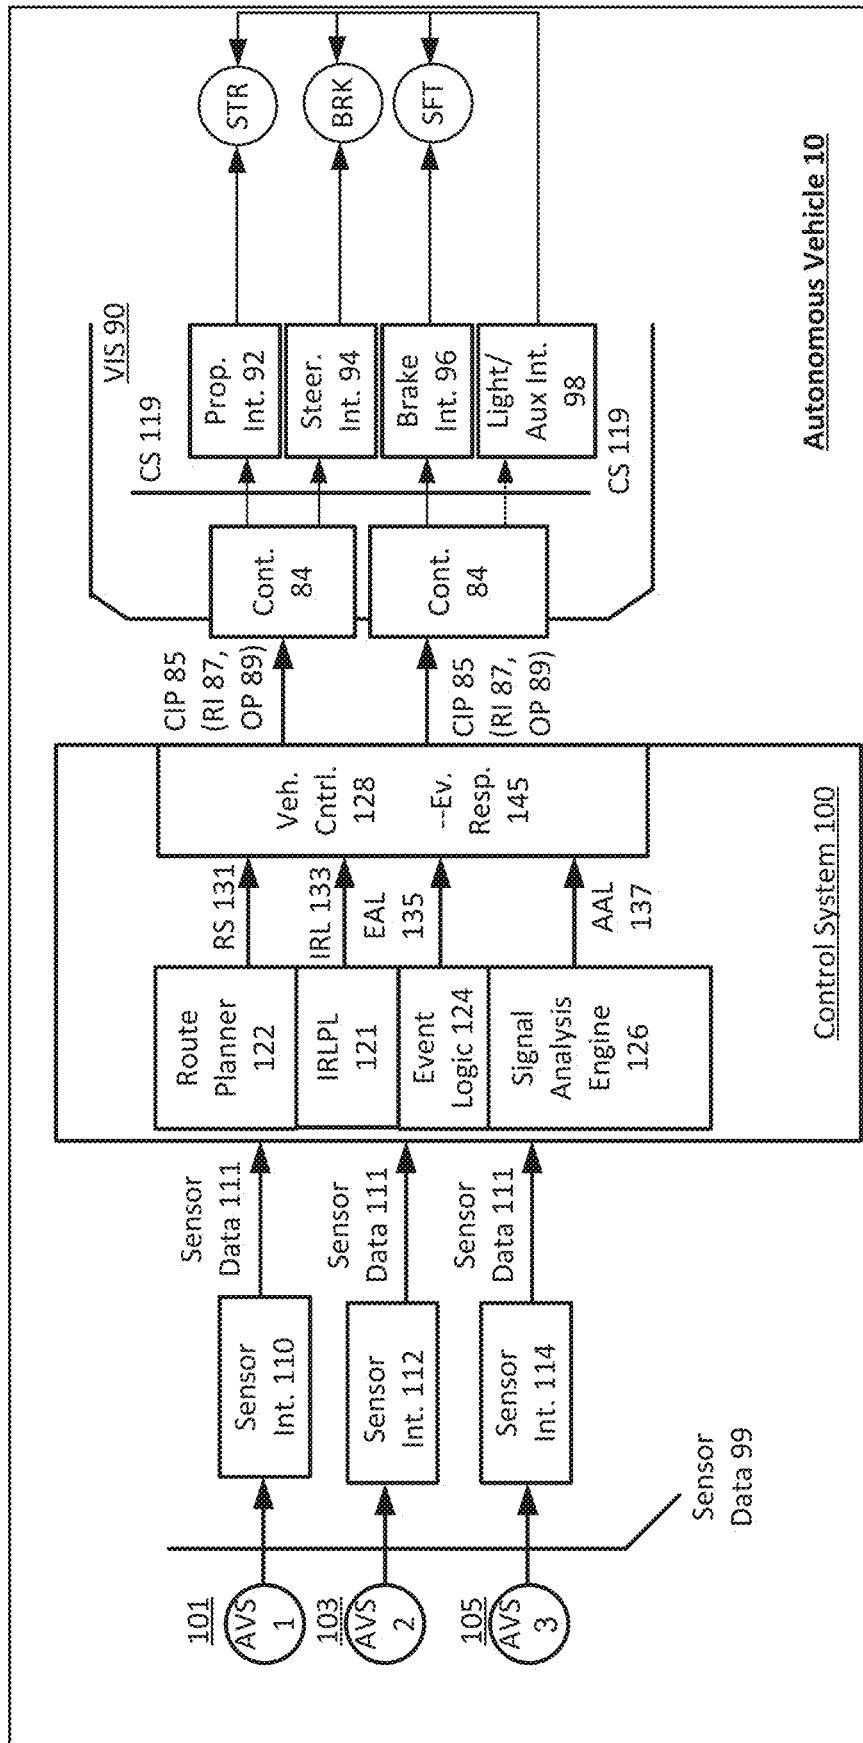 101
AVS
1
103
AVS
2
105
AVS
3
Sensor
Data 99
Sensor
Int. 110
Sensor
Int. 112
Sensor
Int. 114
Sensor
Data 111
Sensor
Data 111
Sensor
Data 111
Route
Planner
122
IRLPL
121
Event
Logic 124
Signal
Analysis
Engine
126
RS 131
IRL 133
EAL
135
AAL
137
Veh.
Cntrl.
128
--Ev.
Resp.
145
Control System 100
CIP 85
(RI 87,
OP 89)
CIP 85
(RI 87,
OP 89)
Cont.
84
Cont.
84
VIS 90
CS 119
Prop.
Int. 92
Steer.
Int. 94
Brake
Int. 96
Light/
Aux Int.
98
CS 119
STR
BRK
SFT
Autonomous Vehicle 10